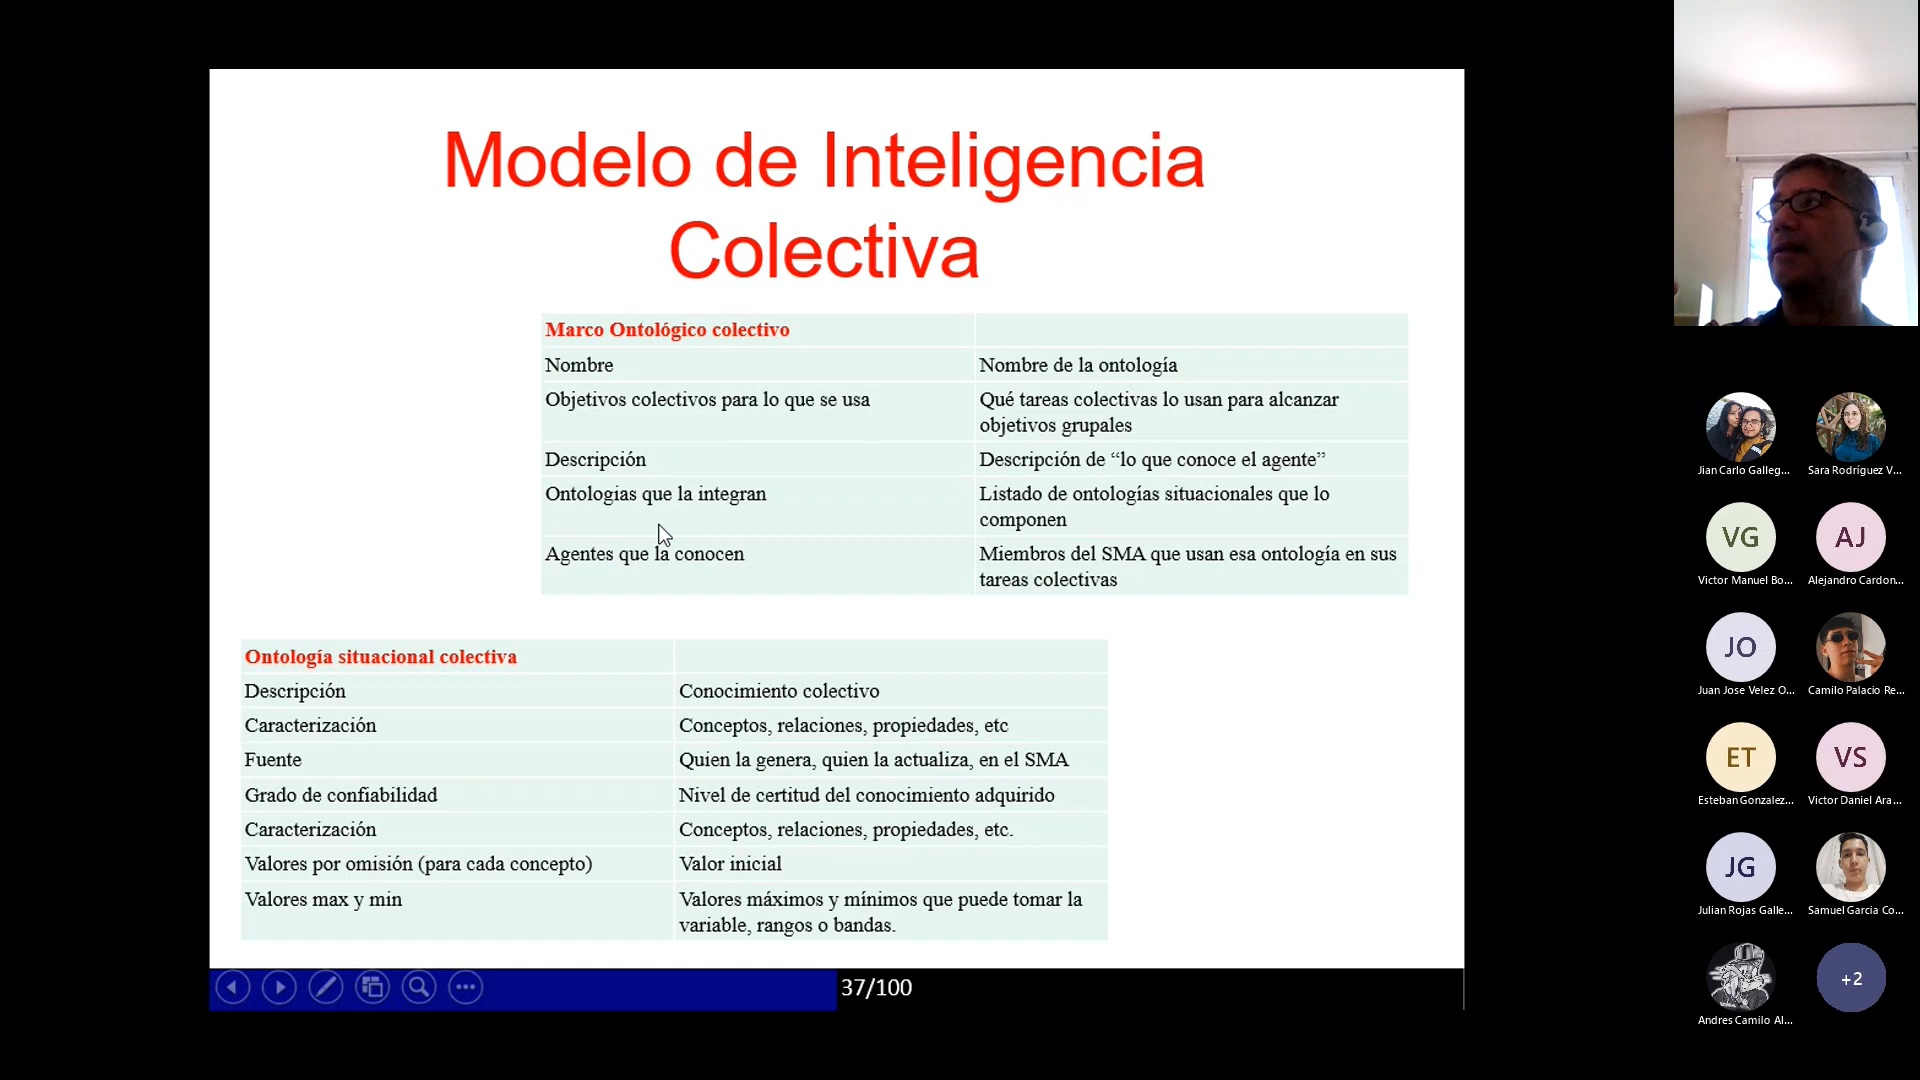 Modelo de Inteligencia
Colectiva
Marco Ontológico colectivo
Nombre
Nombre de la ontología
Objetivos colectivos para lo que se usa
Qué tareas colectivas lo usan para alcanzar
objetivos grupales
Descripción
Descripción de “lo que conoce el agente”
Ontologias que la integran
Listado de ontologías situacionales que lo
componen
Agentes que la conocen
Miembros del SMA que usan esa ontología en sus
tareas colectivas
Ontología situacional colectiva
Descripción
Conocimiento colectivo
Caracterización
Conceptos, relaciones, propiedades, etc
Fuente
Quien la genera, quien la actualiza, en el SMA
Grado de confiabilidad
Nivel de certitud del conocimiento adquirido
Caracterización
Conceptos, relaciones, propiedades, etc.
Valores por omisión (para cada concepto)
Valor inicial
Valores max y min
Valores máximos y mínimos que puede tomar la
variable, rangos o bandas.
37/100
Jian Carlo Galleg...
Sara Rodríguez V...
VG
Victor Manuel Bo...
AJ
Alejandro Cardon...
JO
Juan Jose Velez O...
Camilo Palacio Re...
ET
Esteban Gonzalez...
VS
Victor Daniel Ara...
JG
Julian Rojas Galle...
Samuel Garcia Co...
Andres Camilo Al...
+2